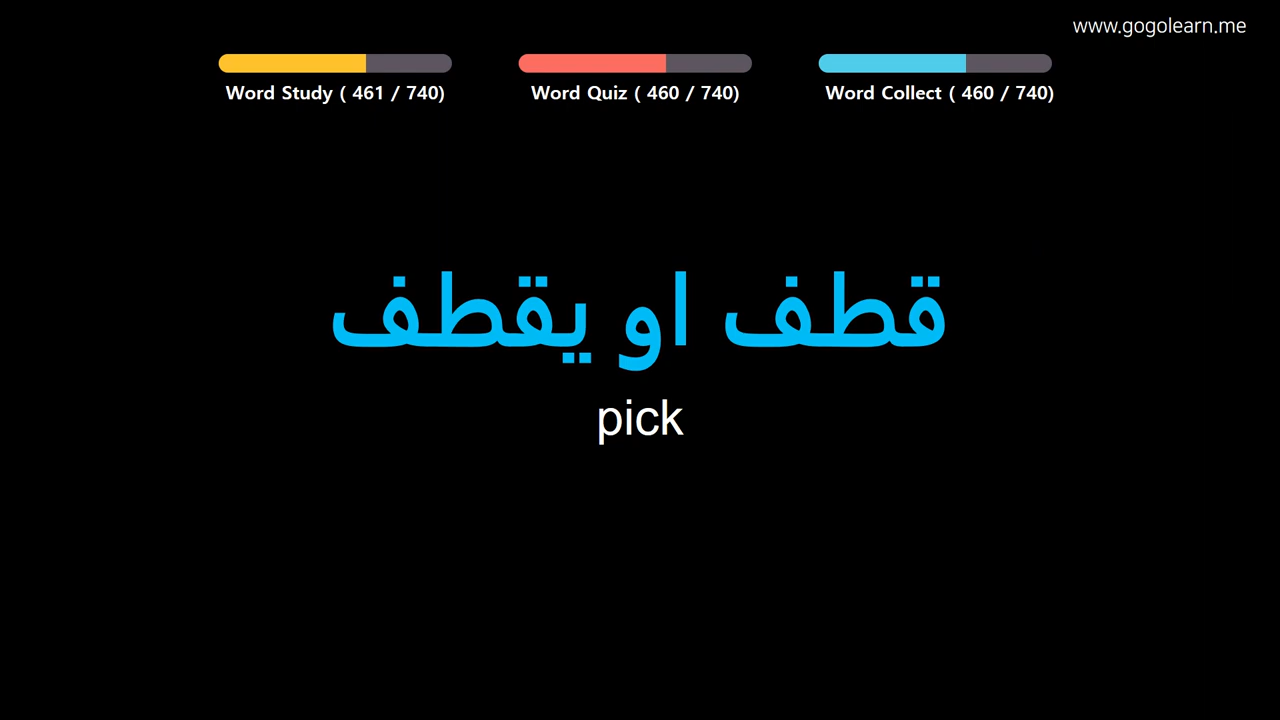 www.gogolearn.me
Word Study ( 461 / 740)
Word Quiz ( 460 / 740)
Word Collect ( 460 / 740)
قطف او يقطف
pick